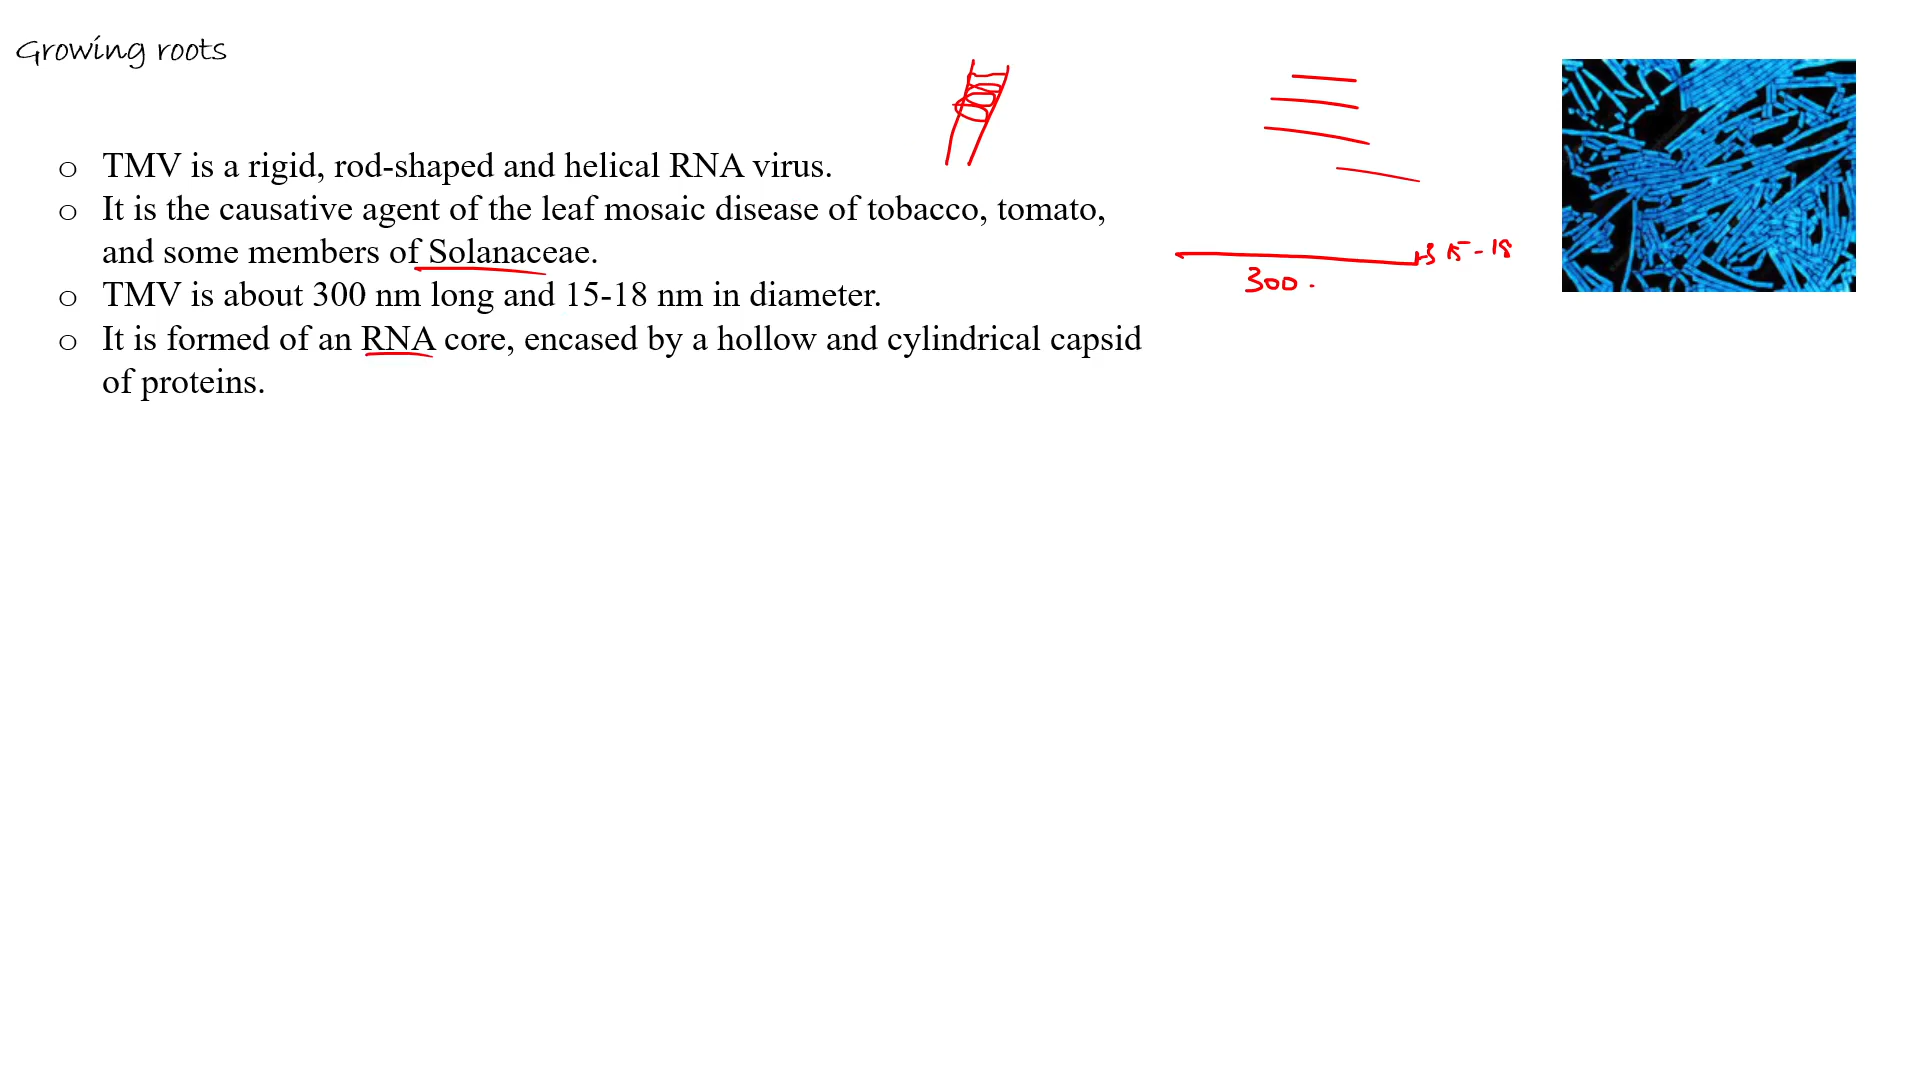 Growing roots
o TMV is a rigid, rod-shaped and helical RNA virus.
o It is the causative agent of the leaf mosaic disease of tobacco, tomato,
and some members of Solanaceae.
15-18
300.
o TMV is about 300 nm long and 15-18 nm in diameter.
o It is formed of an RNA core, encased by a hollow and cylindrical capsid
of proteins.